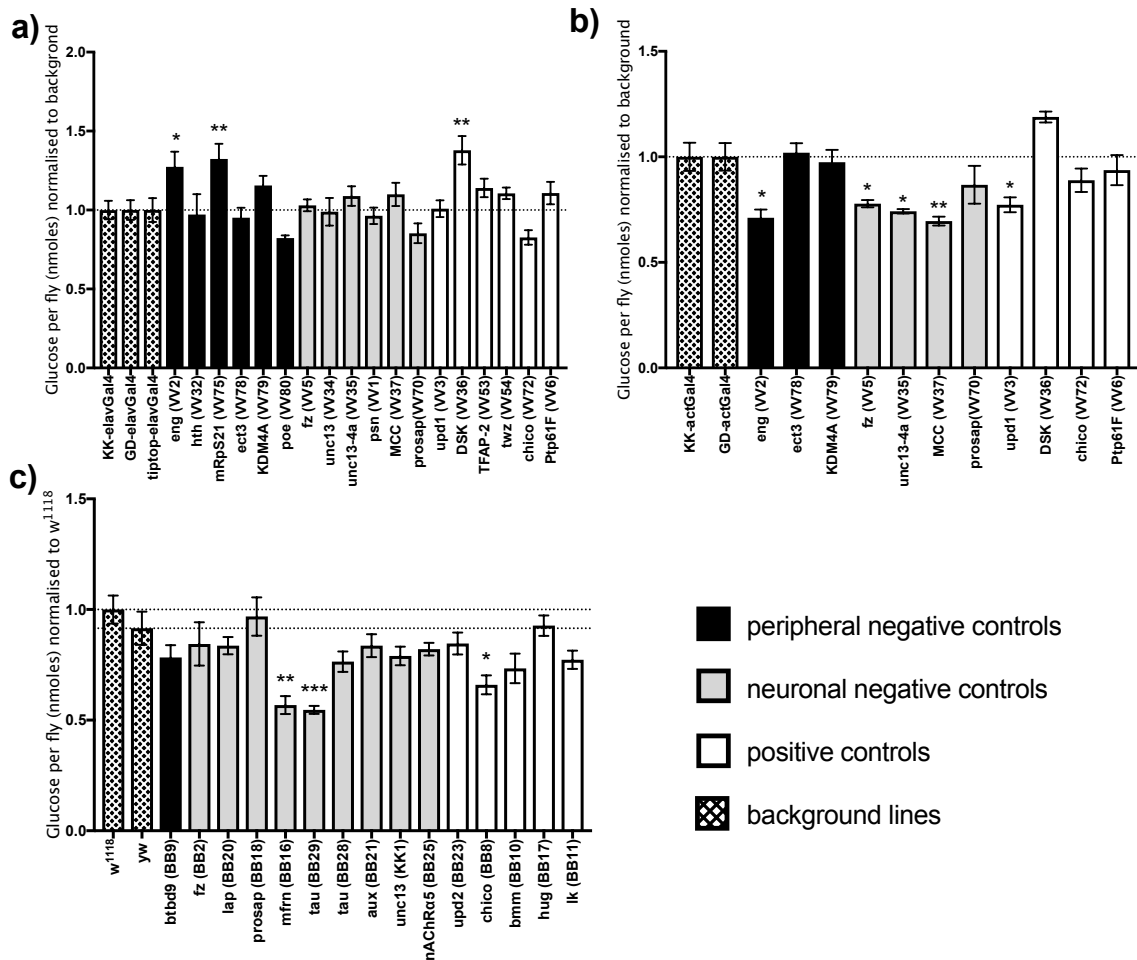 a)
Glucose per fly (nmoles) normalised to background
2.0
1.5
1.0
0.5
0.0
* ** **
KK-elavGal4
GD-elavGal4
tiptop-elavGal4
eng (VV2)
hth (VV32)
mRpS21 (VV75)
ect3 (VV78)
KDM4A (VV79)
poe (VV80)
fz (VV5)
unc13 (VV34)
unc13-4a (VV35)
psn (VV1)
MCC (VV37)
prosap(VV70)
upd1 (VV3)
DSK (VV36)
TFAP-2 (VV53)
twz (VV54)
chico (VV72)
Ptp61F (VV6)
b)
Glucose per fly (nmoles) normalised to background
1.5
1.0
0.5
0.0
* * * ** *
KK-actGal4
GD-actGal4
eng (VV2)
ect3 (VV78)
KDM4A (VV79)
fz (VV5)
unc13-4a (VV35)
MCC (VV37)
prosap(VV70)
upd1 (VV3)
DSK (VV36)
chico (VV72)
Ptp61F (VV6)
c)
Glucose per fly (nmoles) normalised to w1118
1.5
1.0
0.5
0.0
** *** *
w1118
yw
btbd9 (BB9)
fz (BB2)
lap (BB20)
prosap (BB18)
mfrn (BB16)
tau (BB29)
tau (BB28)
aux (BB21)
unc13 (KK1)
nAChRα5 (BB25)
upd2 (BB23)
chico (BB8)
bmm (BB10)
hug (BB17)
lk (BB11)
peripheral negative controls
neuronal negative controls
positive controls
background lines